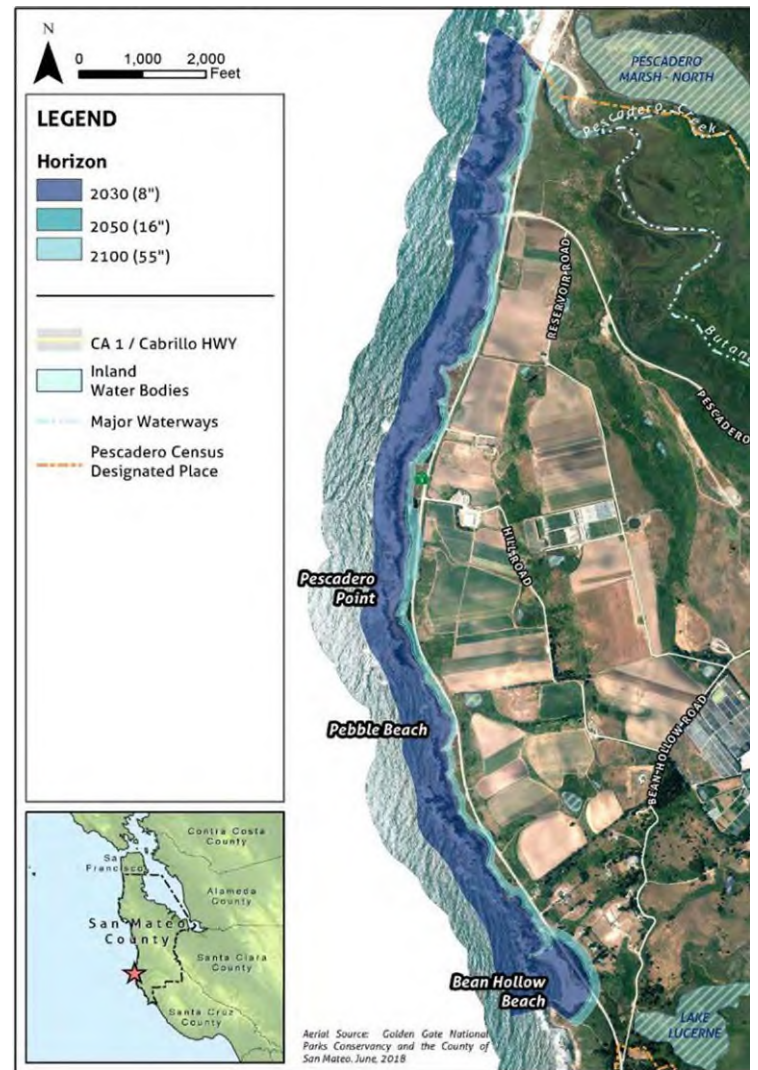 N
0 1,000 2,000
Feet
LEGEND
Horizon
2030 (8")
2050 (16")
2100 (55")
CA 1 / Cabrillo HWY
Inland
Water Bodies
Major Waterways
Pescadero Census
Designated Place
PESCADERO
MARSH - NORTH
Pescadero Creek
RESERVOIR ROAD
Butano
PESCADERO
HILL ROAD
Pescadero
Point
Pebble Beach
BEAN HOLLOW ROAD
Bean Hollow
Beach
LAKE
LUCERNE
Contra Costa
County
San
Francisco
Alameda
County
San Mateo
County
Santa Clara
County
Santa Cruz
County
Aerial Source: Golden Gate National
Parks Conservancy and the County of
San Mateo. June, 2018